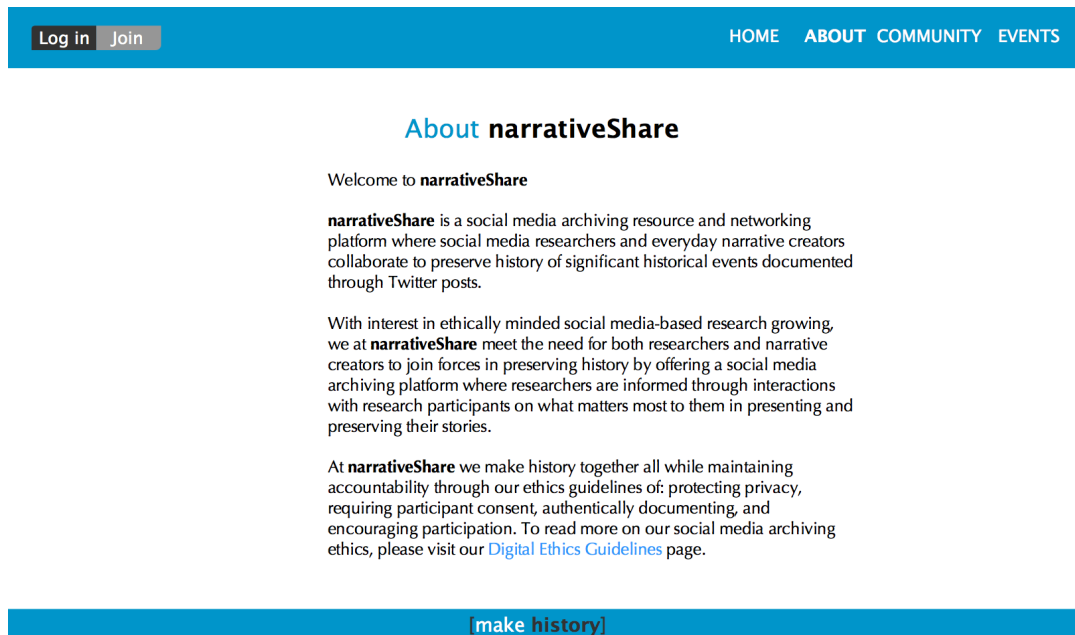 Log in Join HOME ABOUT COMMUNITY EVENTS
About narrativeShare
Welcome to narrativeShare
narrativeShare is a social media archiving resource and networking
platform where social media researchers and everyday narrative creators
collaborate to preserve history of significant historical events documented
through Twitter posts.
With interest in ethically minded social media-based research growing,
we at narrativeShare meet the need for both researchers and narrative
creators to join forces in preserving history by offering a social media
archiving platform where researchers are informed through interactions
with research participants on what matters most to them in presenting and
preserving their stories.
At narrativeShare we make history together all while maintaining
accountability through our ethics guidelines of: protecting privacy,
requiring participant consent, authentically documenting, and
encouraging participation. To read more on our social media archiving
ethics, please visit our Digital Ethics Guidelines page.
[make history]